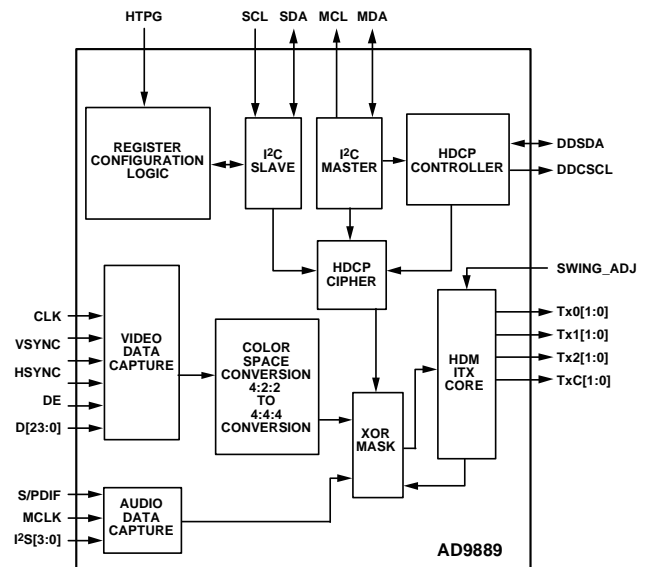 HTPG
SCL
SDA
MCL
MDA
REGISTER
CONFIGURATION
LOGIC
I²C
SLAVE
I²C
MASTER
HDCP
CONTROLLER
DDSDA
DDCSCL
HDCP
CIPHER
SWING_ADJ
CLK
VSYNC
HSYNC
DE
D[23:0]
VIDEO
DATA
CAPTURE
COLOR
SPACE
CONVERSION
4:2:2
TO
4:4:4
CONVERSION
XOR
MASK
HDM
ITX
CORE
Tx0[1:0]
Tx1[1:0]
Tx2[1:0]
TxC[1:0]
S/PDIF
MCLK
I²S[3:0]
AUDIO
DATA
CAPTURE
AD9889